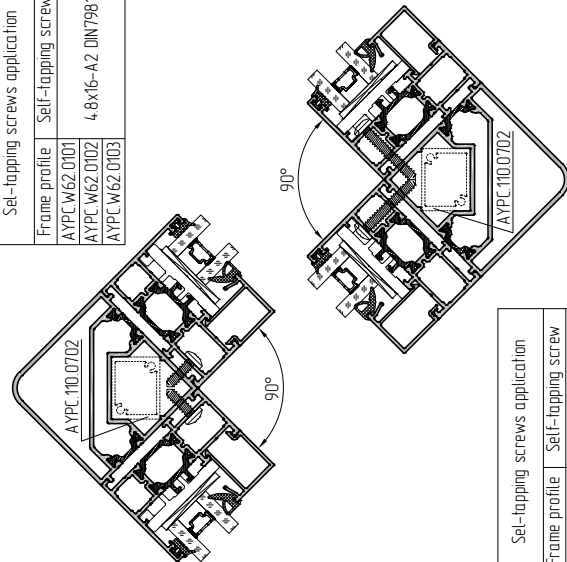 Sel-tapping screws application
Frame profile Self-tapping screw
AYPC.W62.0101
AYPC.W62.0102 4.8x16-A2 DIN7981
AYPC.W62.0103
90°
AYPC.110.0702
AYPC.110.0702
90°
Sel-tapping screws application
Frame profile Self-tapping screw